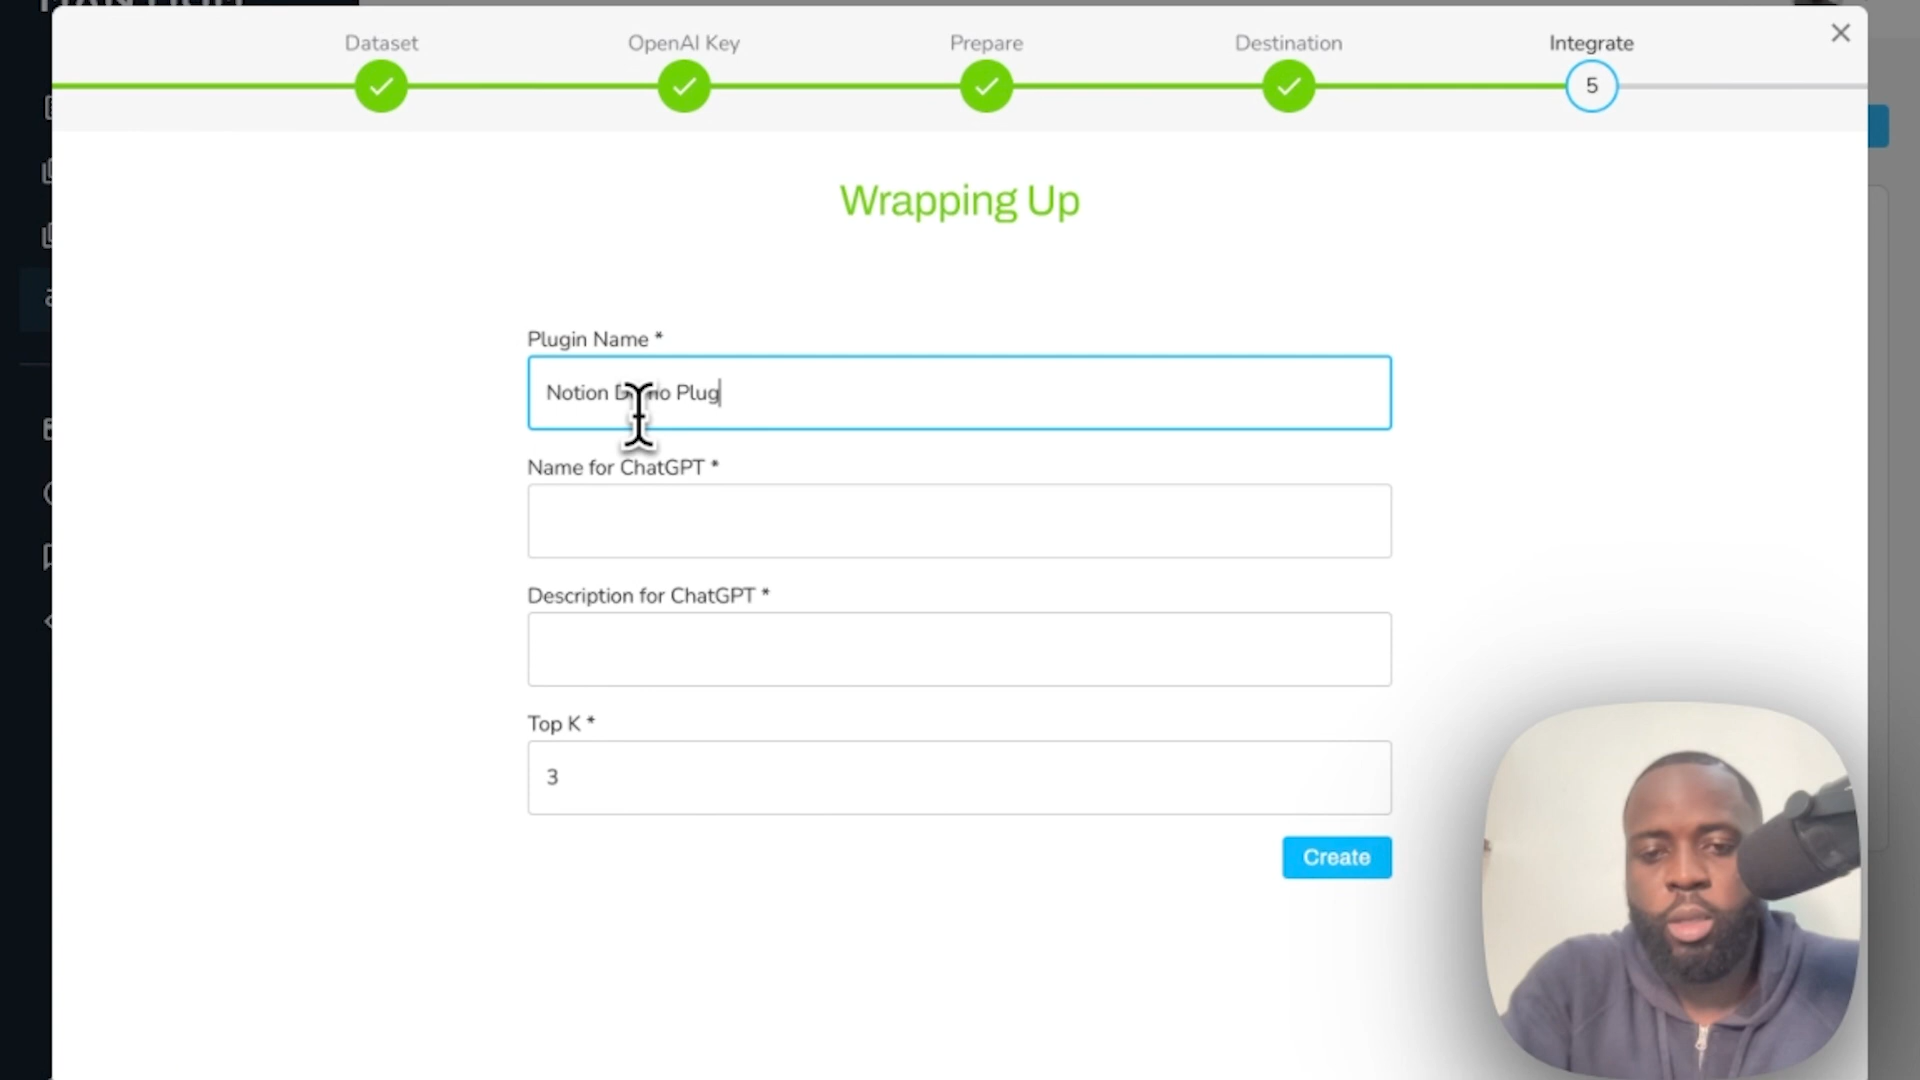 Dataset
OpenAI Key
Prepare
Destination
Integrate
5
Wrapping Up
Plugin Name *
Notion Demo Plug
Name for ChatGPT *
Description for ChatGPT *
Top K *
3
Create